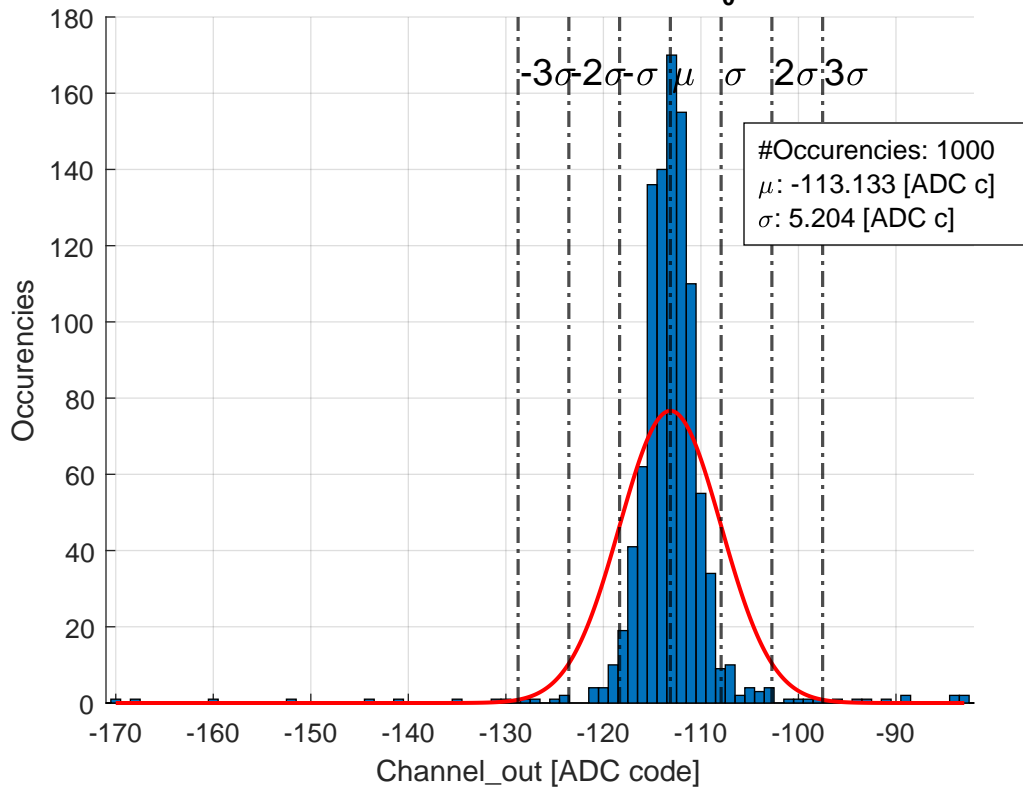 180
160
140
120
100
80
60
40
20
0
Occurencies
-3σ -2σ -σ μ σ 2σ 3σ
#Occurencies: 1000
μ: -113.133 [ADC c]
σ: 5.204 [ADC c]
-170 -160 -150 -140 -130 -120 -110 -100 -90
Channel_out [ADC code]